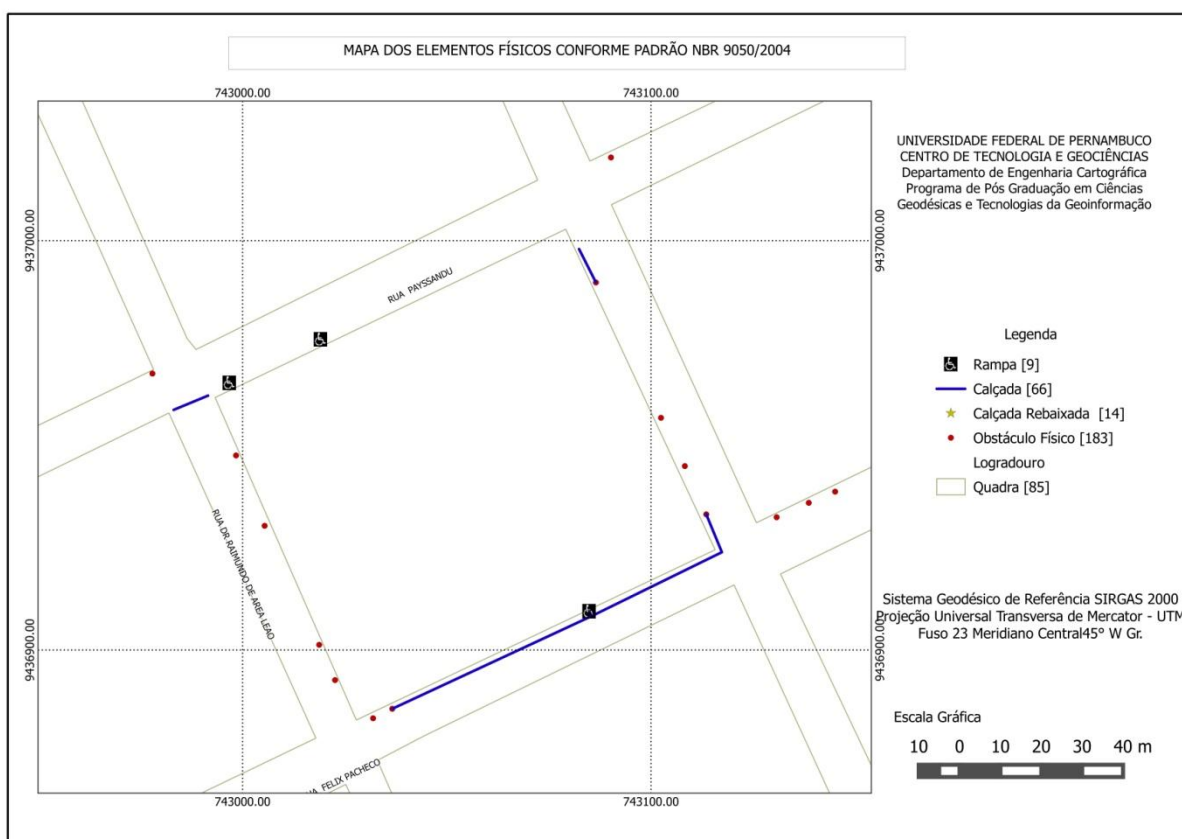 MAPA DOS ELEMENTOS FÍSICOS CONFORME PADRÃO NBR 9050/2004
743000.00
743100.00
UNIVERSIDADE FEDERAL DE PERNAMBUCO
CENTRO DE TECNOLOGIA E GEOCIÊNCIAS
Departamento de Engenharia Cartográfica
Programa de Pós Graduação em Ciências
Geodésicas e Tecnologias da Geoinformação
9437000.00
9437000.00
RUA PAYSSANDU
Legenda
Rampa [9]
Calçada [66]
Calçada Rebaixada [14]
Obstáculo Físico [183]
Logradouro
Quadra [85]
RUA DR.RAIMUNDO DE AREA LEAO
9436900.00
9436900.00
Sistema Geodésico de Referência SIRGAS 2000
Projeção Universal Transversa de Mercator - UTM
Fuso 23 Meridiano Central45° W Gr.
Escala Gráfica
10 0 10 20 30 40 m
FELIX PACHECO
743000.00
743100.00